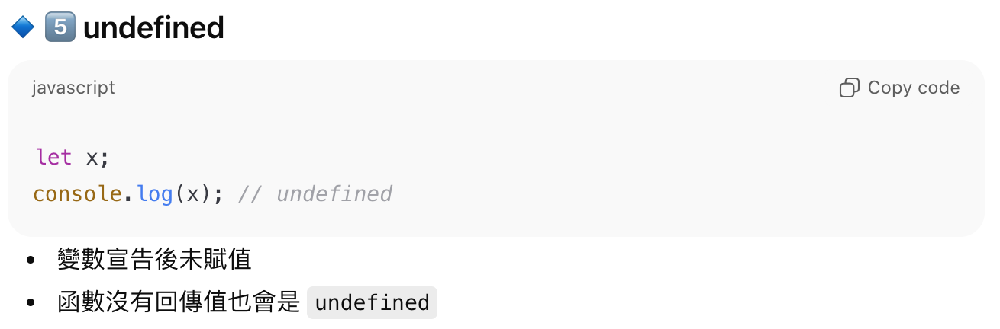 🔷 5️⃣ undefined
javascript
Copy code
let x;
console.log(x); // undefined
• 變數宣告後未賦值
• 函數沒有回傳值也會是 undefined